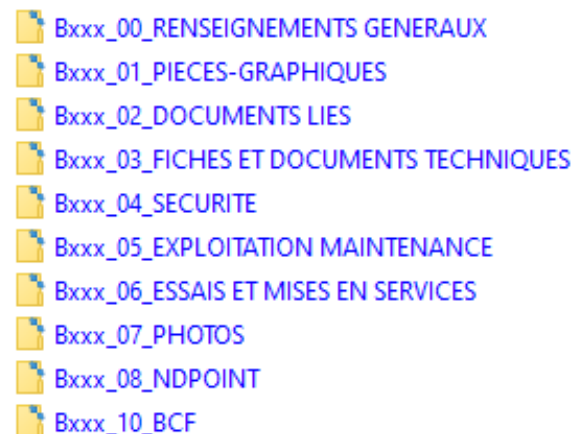 Bxxx_00_RENSEIGNEMENTS GENERAUX
Bxxx_01_PIECES-GRAPHIQUES
Bxxx_02_DOCUMENTS LIES
Bxxx_03_FICHES ET DOCUMENTS TECHNIQUES
Bxxx_04_SECURITE
Bxxx_05_EXPLOITATION MAINTENANCE
Bxxx_06_ESSAIS ET MISES EN SERVICES
Bxxx_07_PHOTOS
Bxxx_08_NDPOINT
Bxxx_10_BCF